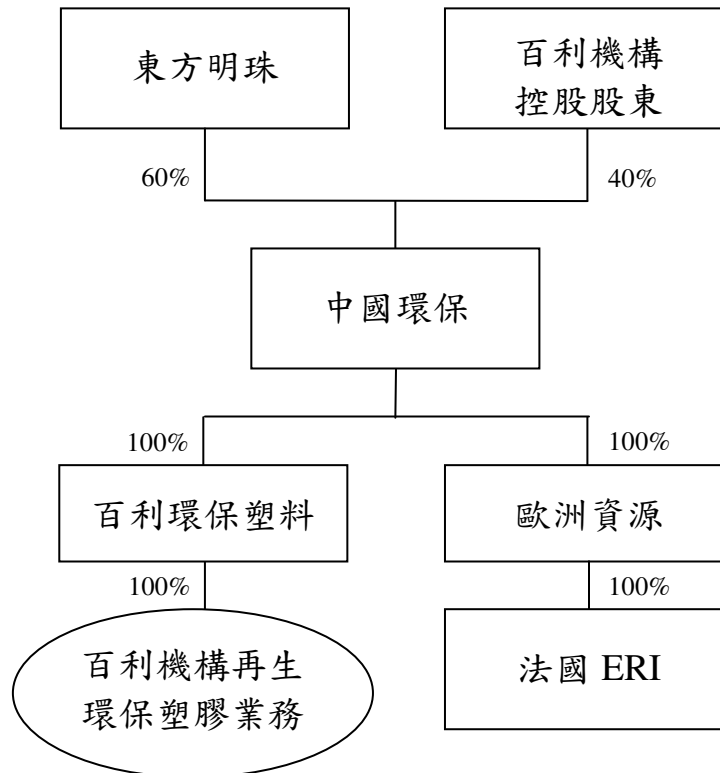 東方明珠
百利機構
控股股東
60%
40%
中國環保
100%
100%
百利環保塑料
歐洲資源
100%
100%
百利機構再生
環保塑膠業務
法國 ERI